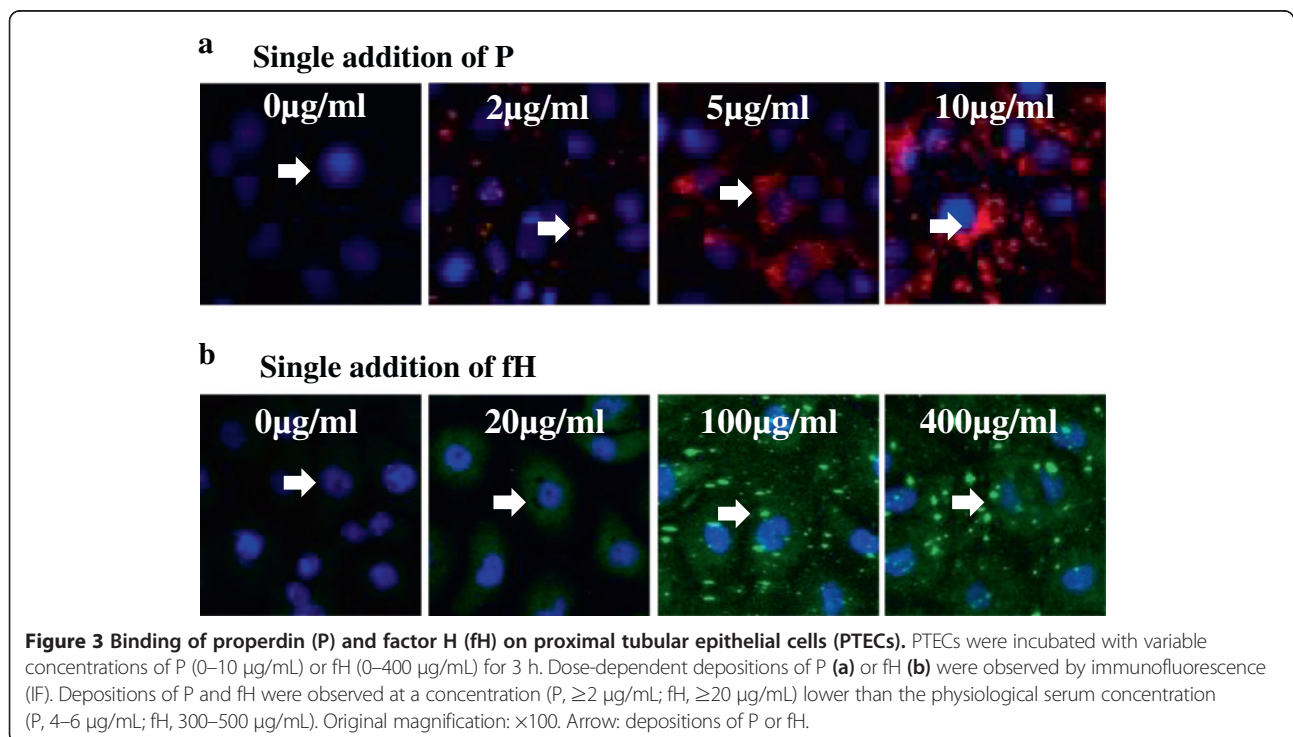 a
Single addition of P
0µg/ml 2µg/ml 5µg/ml 10µg/ml
b
Single addition of fH
0µg/ml 20µg/ml 100µg/ml 400µg/ml
Figure 3 Binding of properdin (P) and factor H (fH) on proximal tubular epithelial cells (PTECs). PTECs were incubated with variable
concentrations of P (0–10 µg/mL) or fH (0–400 µg/mL) for 3 h. Dose-dependent depositions of P (a) or fH (b) were observed by immunofluorescence
(IF). Depositions of P and fH were observed at a concentration (P, ≥2 µg/mL; fH, ≥20 µg/mL) lower than the physiological serum concentration
(P, 4–6 µg/mL; fH, 300–500 µg/mL). Original magnification: ×100. Arrow: depositions of P or fH.